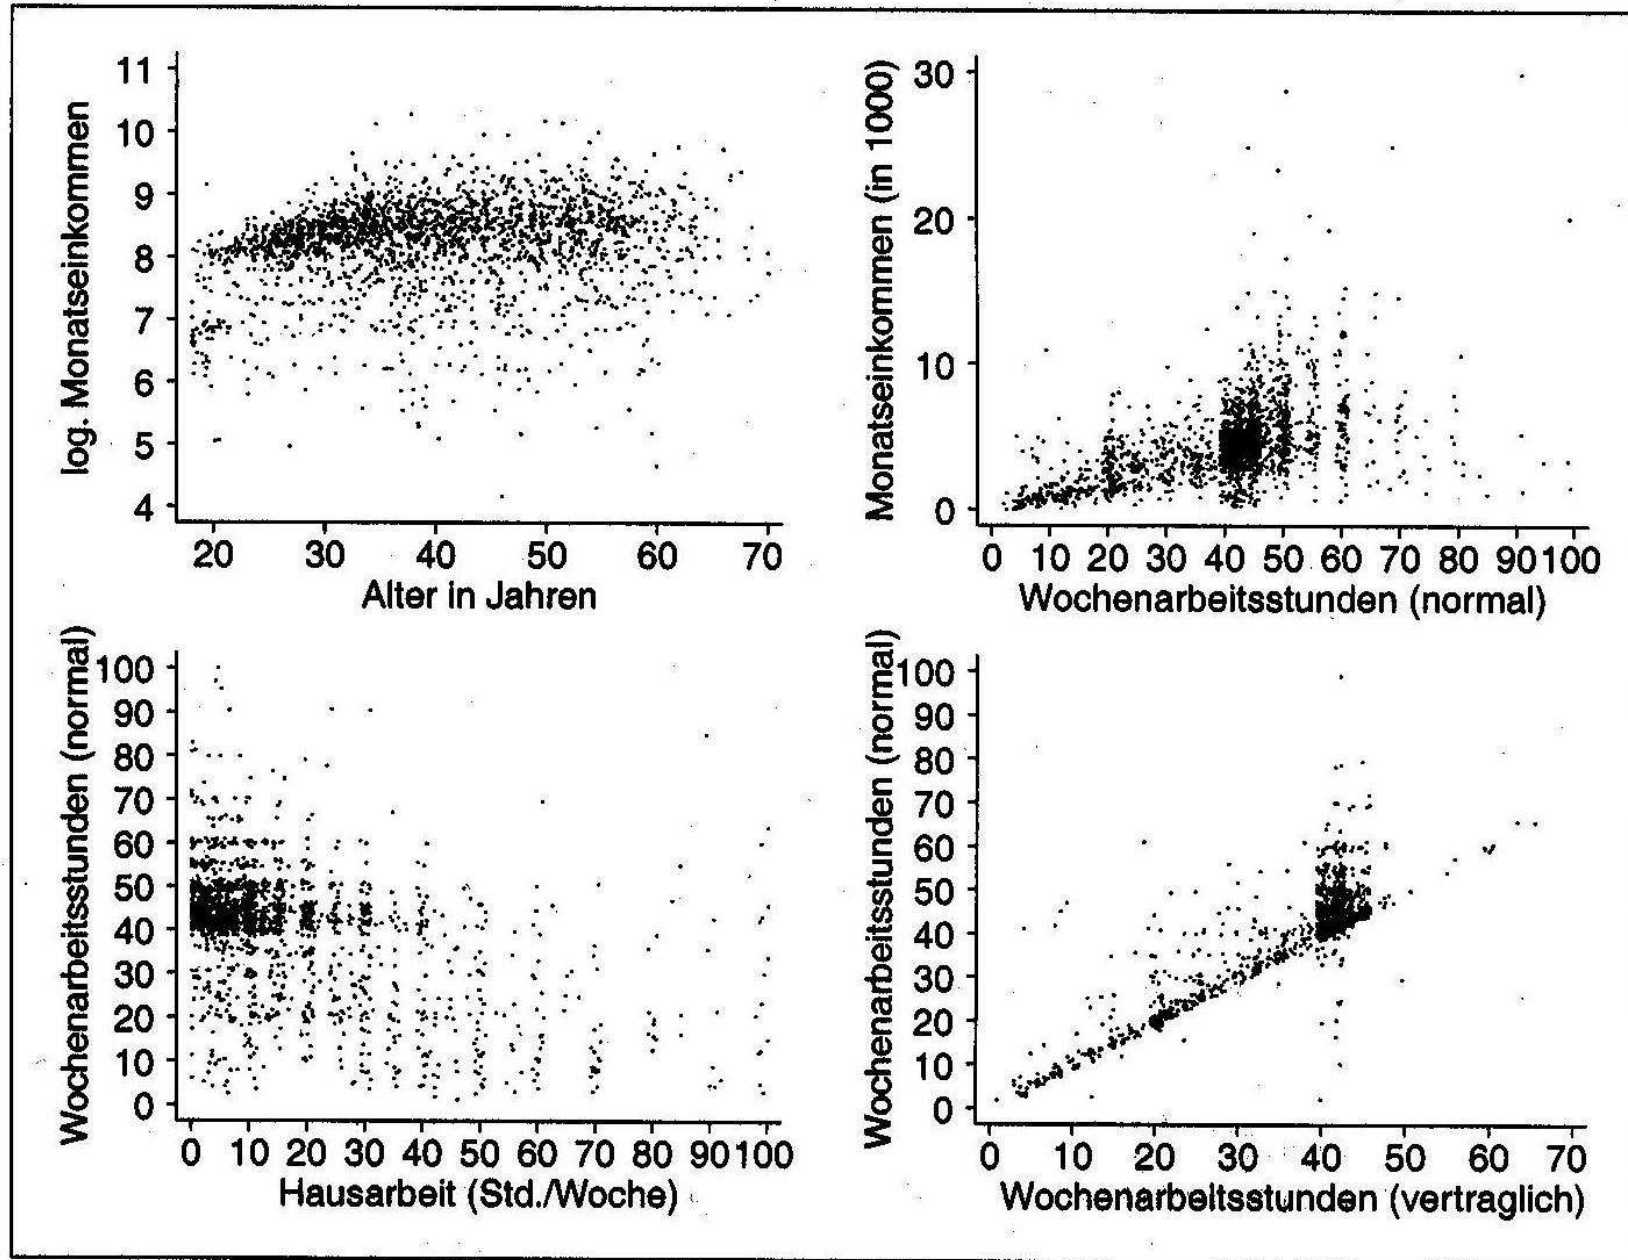 log. Monatseinkommen
11
10
9
8
7
6
5
4
20 30 40 50 60 70
Alter in Jahren
Monatseinkommen (in 1000)
30
20
10
0
0 10 20 30 40 50 60 70 80 90 100
Wochenarbeitsstunden (normal)
Wochenarbeitsstunden (normal)
100
90
80
70
60
50
40
30
20
10
0
0 10 20 30 40 50 60 70 80 90 100
Hausarbeit (Std./Woche)
Wochenarbeitsstunden (normal)
100
90
80
70
60
50
40
30
20
10
0
0 10 20 30 40 50 60 70
Wochenarbeitsstunden (vertraglich)